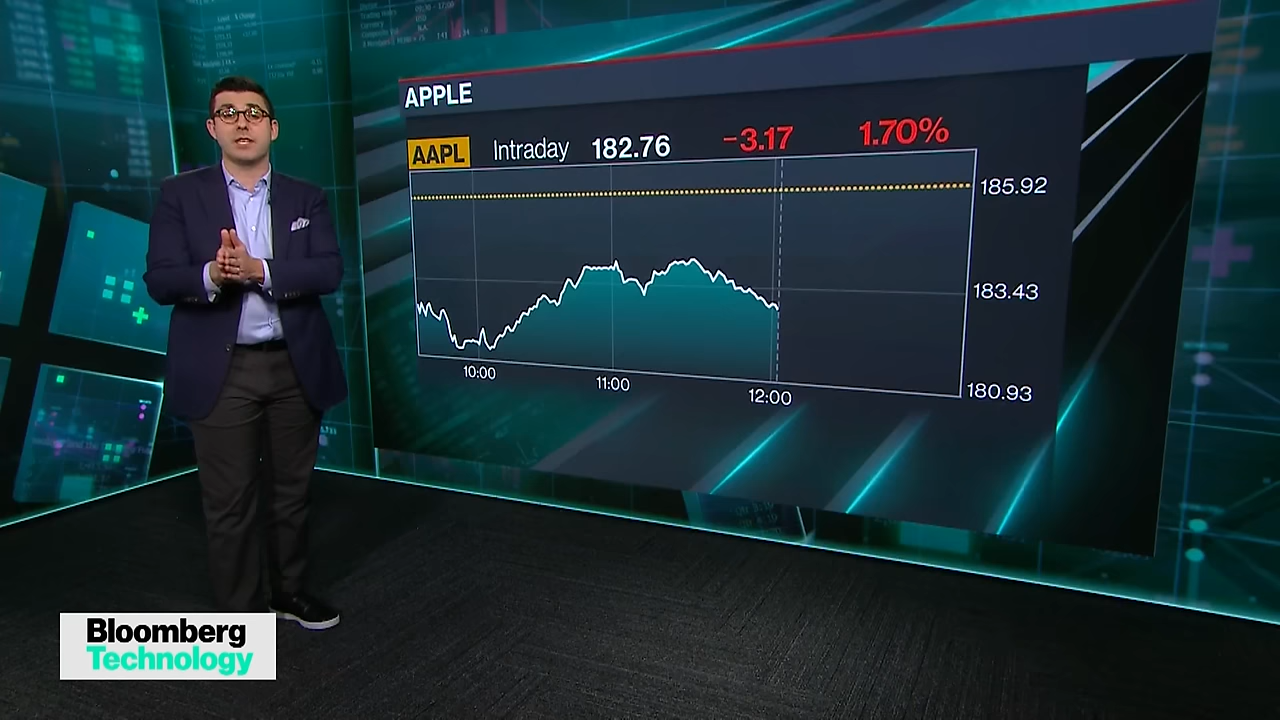 APPLE
AAPL Intraday 182.76 −3.17 1.70%
185.92
183.43
180.93
10:00 11:00 12:00
Bloomberg
Technology